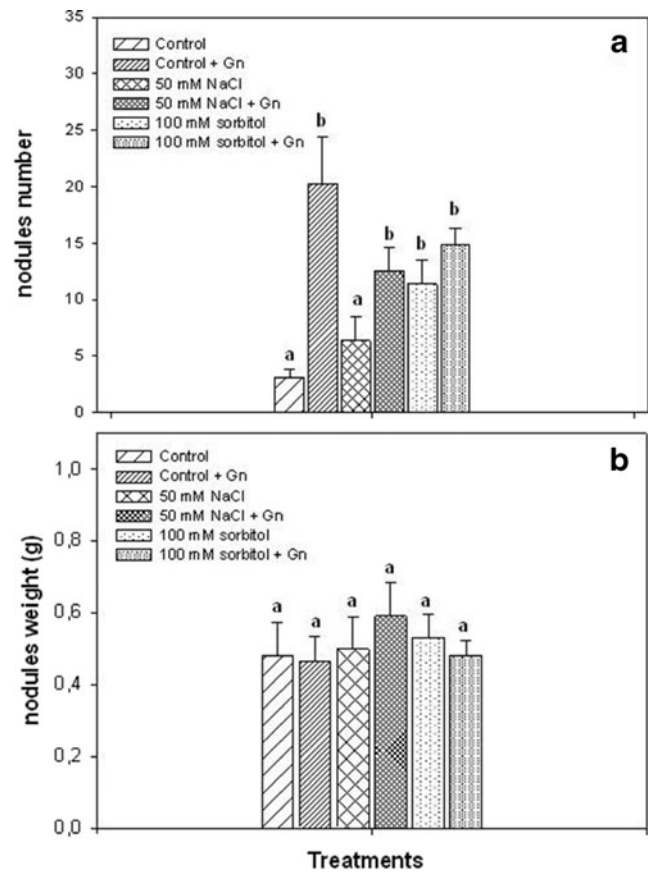 a
Control
Control + Gn
50 mM NaCl
50 mM NaCl + Gn
100 mM sorbitol
100 mM sorbitol + Gn
35
30
25
20
15
10
5
0
nodules number
a
b
a
b
b
b
b
Control
Control + Gn
50 mM NaCl
50 mM NaCl + Gn
100 mM sorbitol
100 mM sorbitol + Gn
1,0
0,8
0,6
0,4
0,2
0,0
nodules weight (g)
a
a
a
a
a
a
Treatments